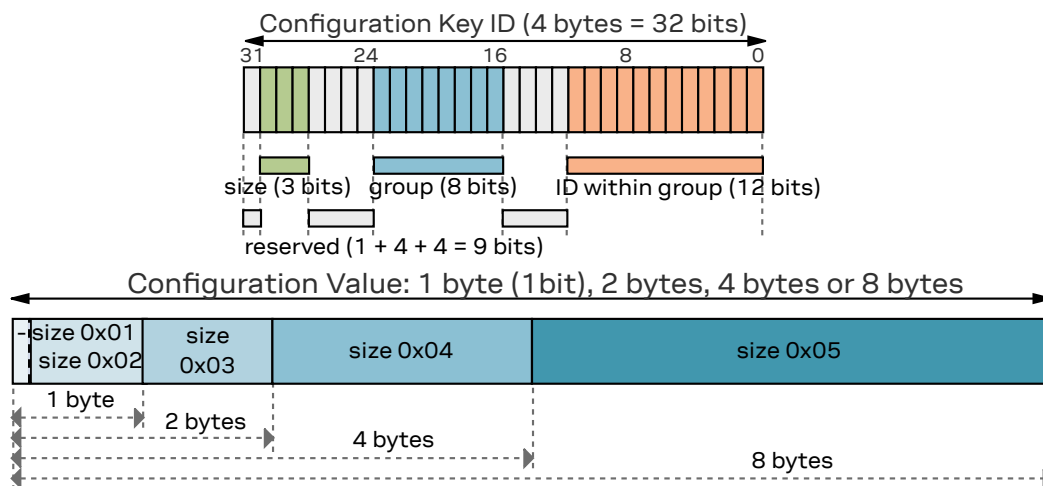 Configuration Key ID (4 bytes = 32 bits)
31 24 16 8 0
size (3 bits) group (8 bits) ID within group (12 bits)
reserved (1 + 4 + 4 = 9 bits)
Configuration Value: 1 byte (1bit), 2 bytes, 4 bytes or 8 bytes
- size 0x01 size size 0x04 size 0x05
size 0x02 0x03
1 byte
2 bytes
4 bytes
8 bytes